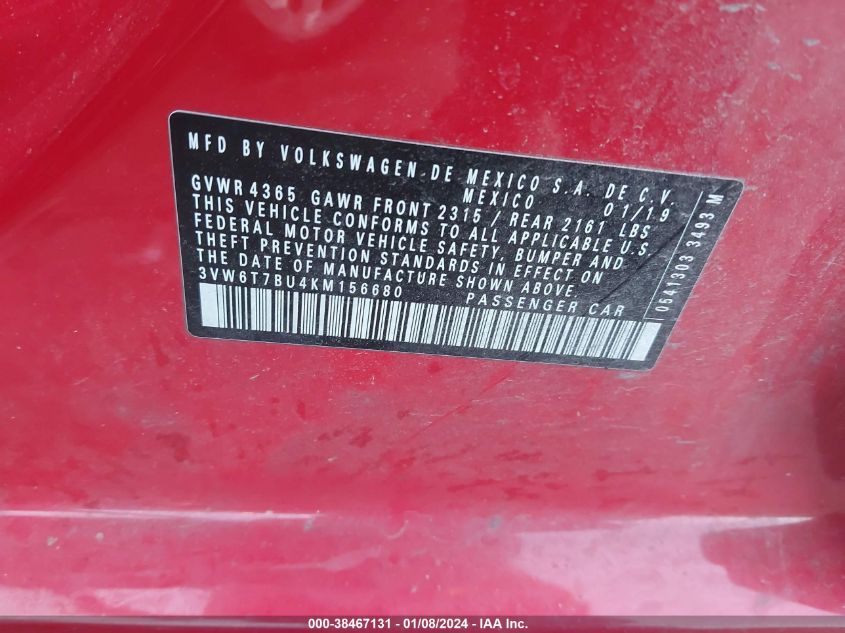 MFD BY VOLKSWAGEN DE MEXICO S.A. DE C.V.
MEXICO 01/19
GVWR 4365 GAWR FRONT 2315 / REAR 2161 LBS
THIS VEHICLE CONFORMS TO ALL APPLICABLE U.S.
FEDERAL MOTOR VEHICLE SAFETY, BUMPER AND
THEFT PREVENTION STANDARDS IN EFFECT ON
THE DATE OF MANUFACTURE SHOWN ABOVE.
3VW6T7BU4KM156680 PASSENGER CAR
0541303 3493 M
000-38467131 - 01/08/2024 - IAA Inc.